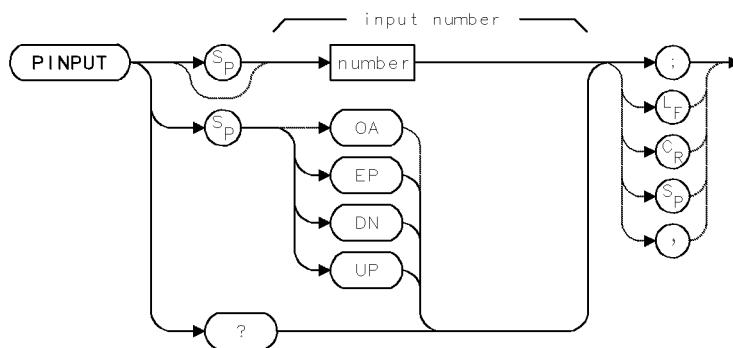 input number
PINPUT
SP
number
;
SP
OA
LF
EP
CR
DN
SP
UP
,
?